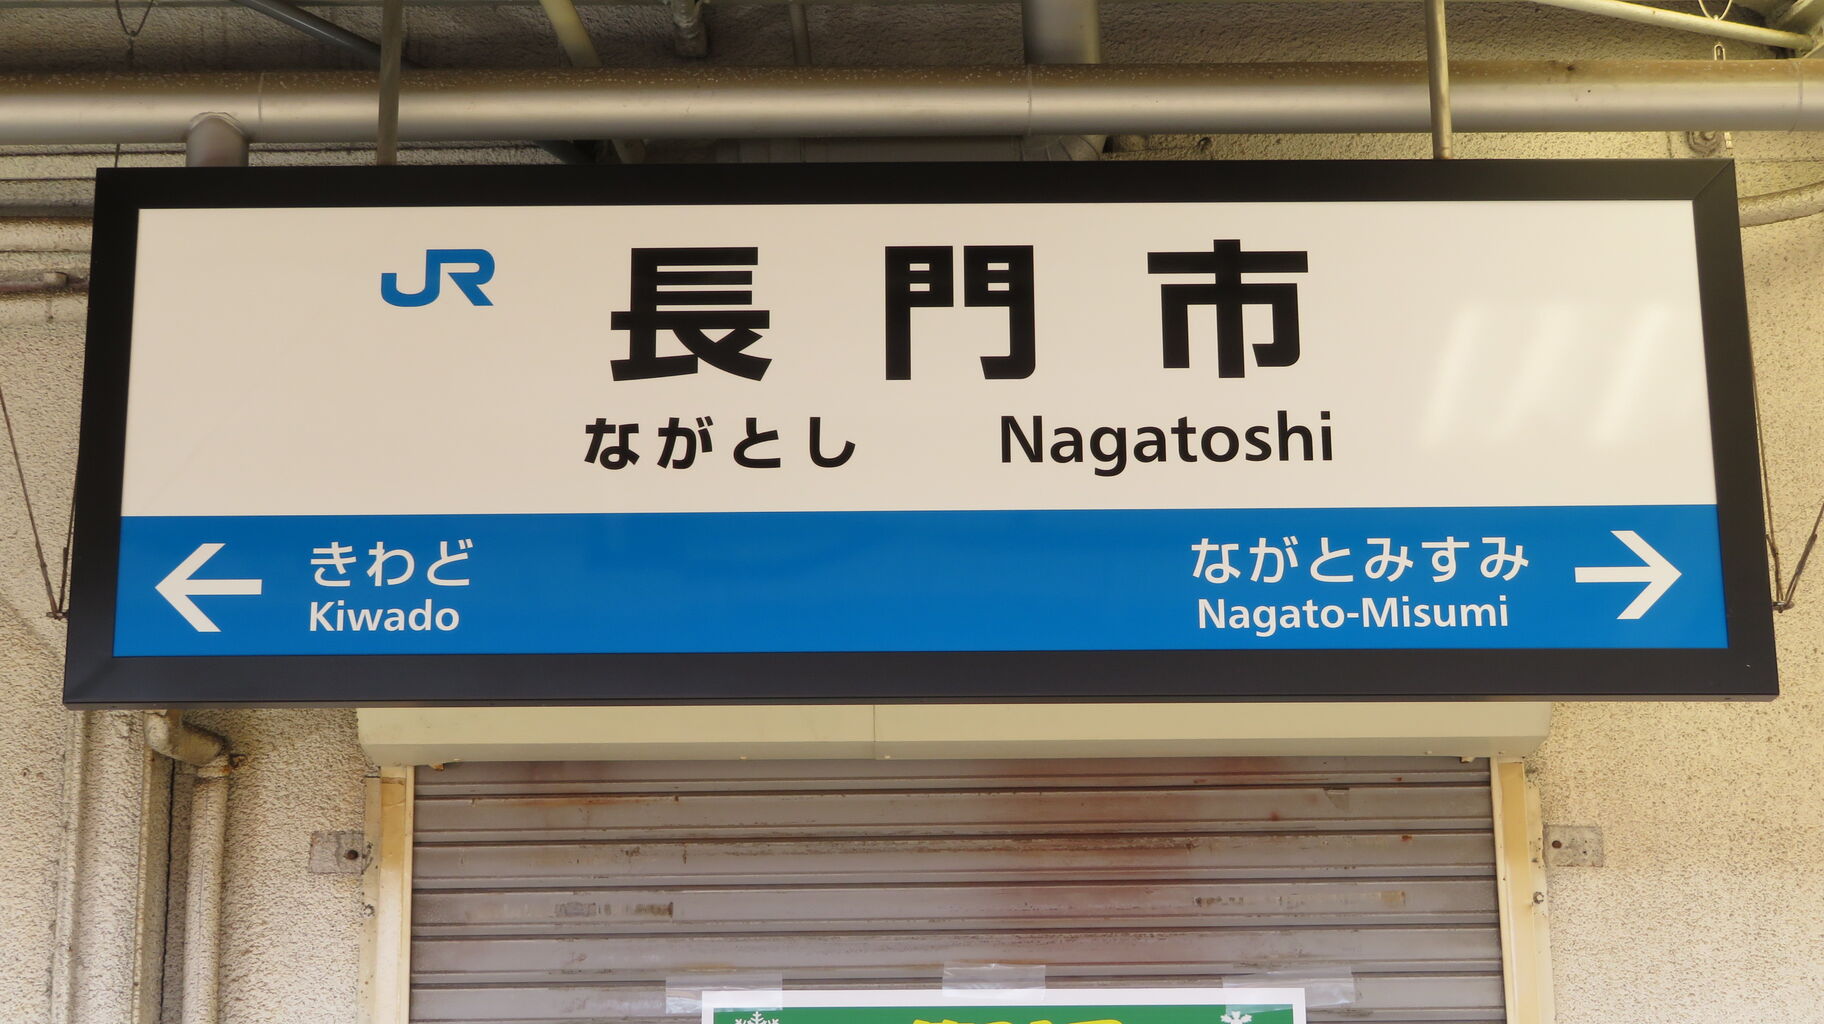 JR 長門市
ながとし Nagatoshi
← きわど ながとみすみ →
Kiwado Nagato-Misumi